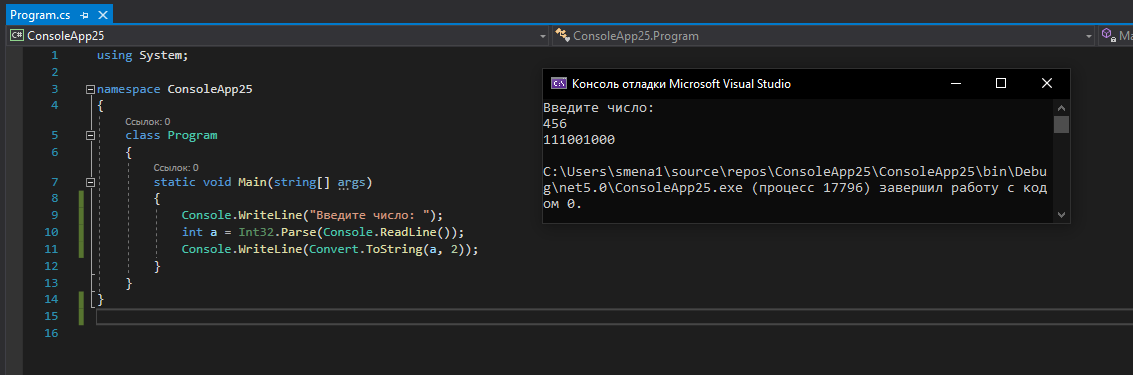 Program.cs
C# ConsoleApp25
ConsoleApp25.Program
Ma
1 using System;
2
3 namespace ConsoleApp25
4 {
Ссылок: 0
5 class Program
6 {
Ссылок: 0
7 static void Main(string[] args)
8 {
9 Console.WriteLine("Введите число: ");
10 int a = Int32.Parse(Console.ReadLine());
11 Console.WriteLine(Convert.ToString(a, 2));
12 }
13 }
14 }
15
16
C:\ Консоль отладки Microsoft Visual Studio
Введите число:
456
111001000
C:\Users\smena1\source\repos\ConsoleApp25\ConsoleApp25\bin\Debu
g\net5.0\ConsoleApp25.exe (процесс 17796) завершил работу с код
ом 0.